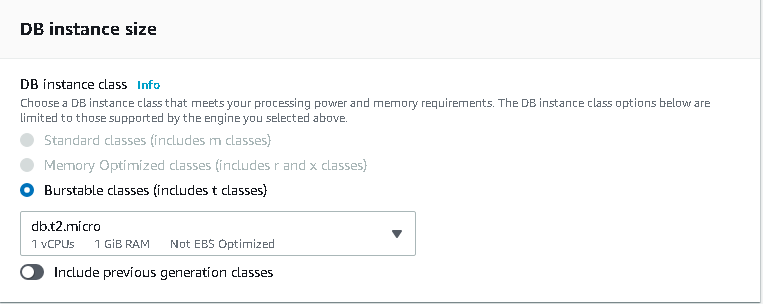 DB instance size
DB instance class Info
Choose a DB instance class that meets your processing power and memory requirements. The DB instance class options below are
limited to those supported by the engine you selected above.
Standard classes (includes m classes)
Memory Optimized classes (includes r and x classes)
Burstable classes (includes t classes)
db.t2.micro
1 vCPUs 1 GiB RAM Not EBS Optimized
Include previous generation classes